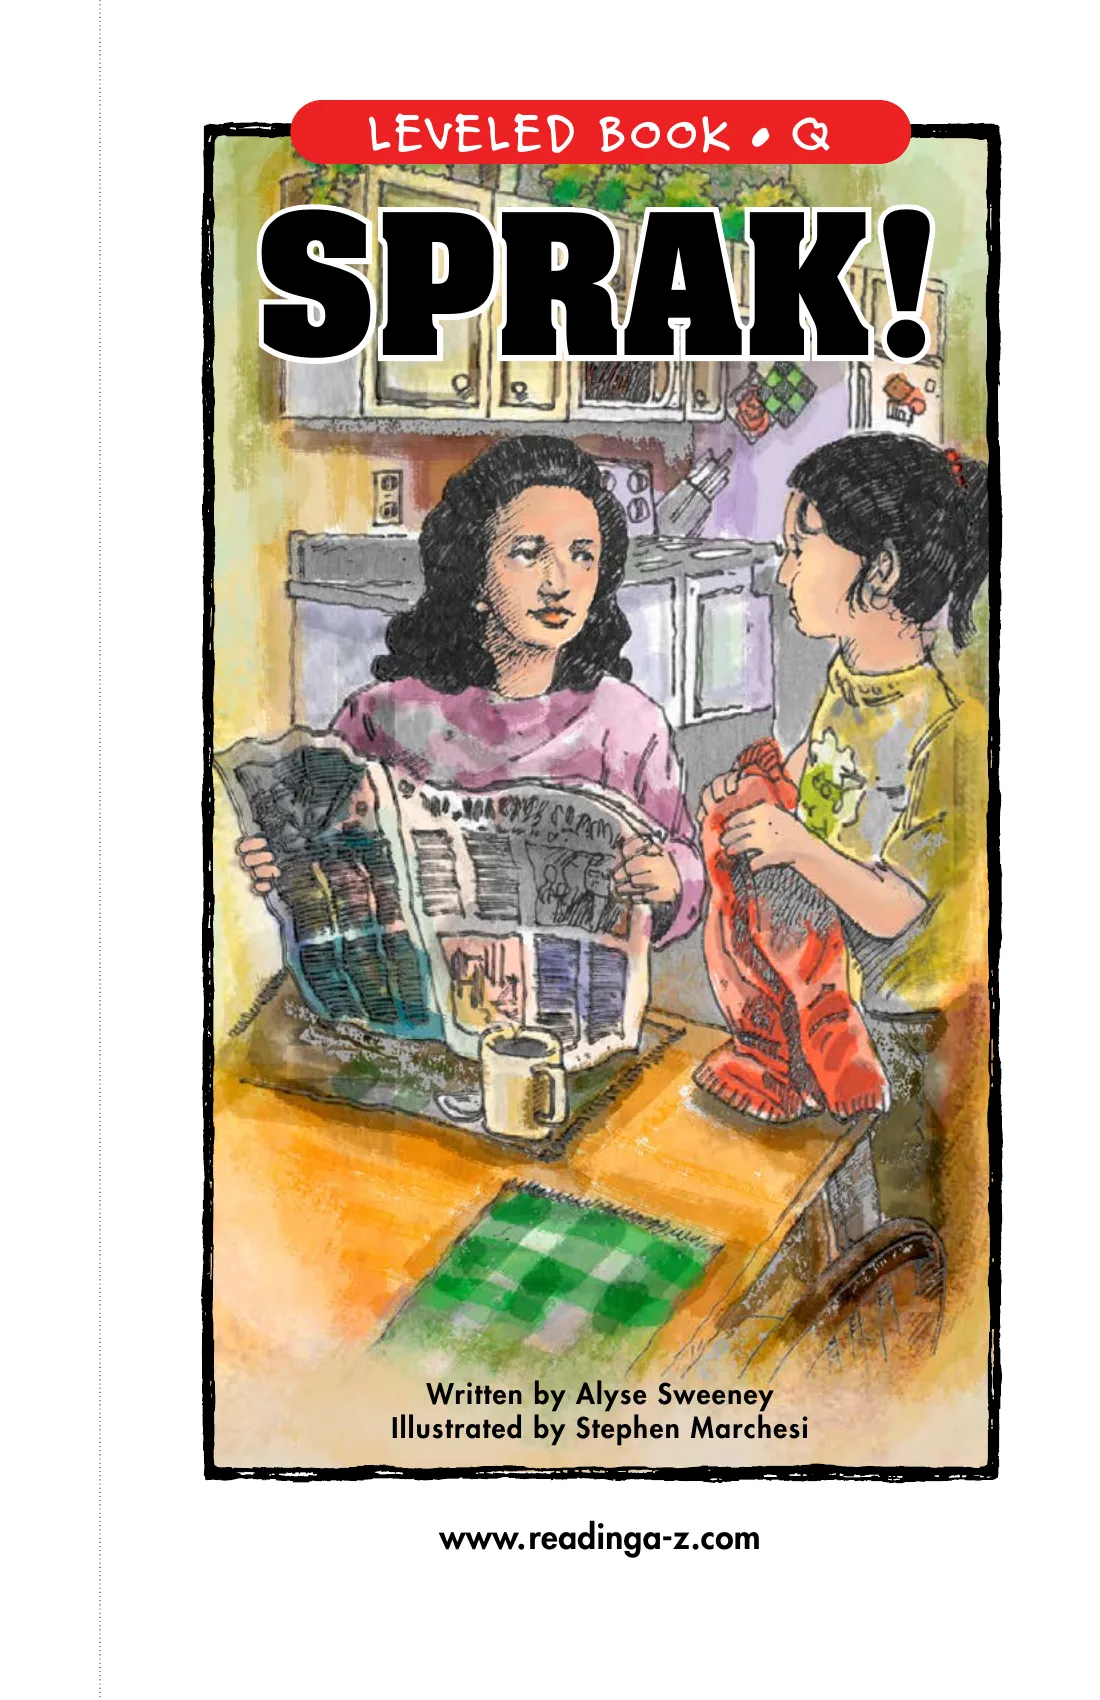 LEVELED BOOK • Q
SPRAK!
Written by Alyse Sweeney
Illustrated by Stephen Marchesi
www.readinga-z.com